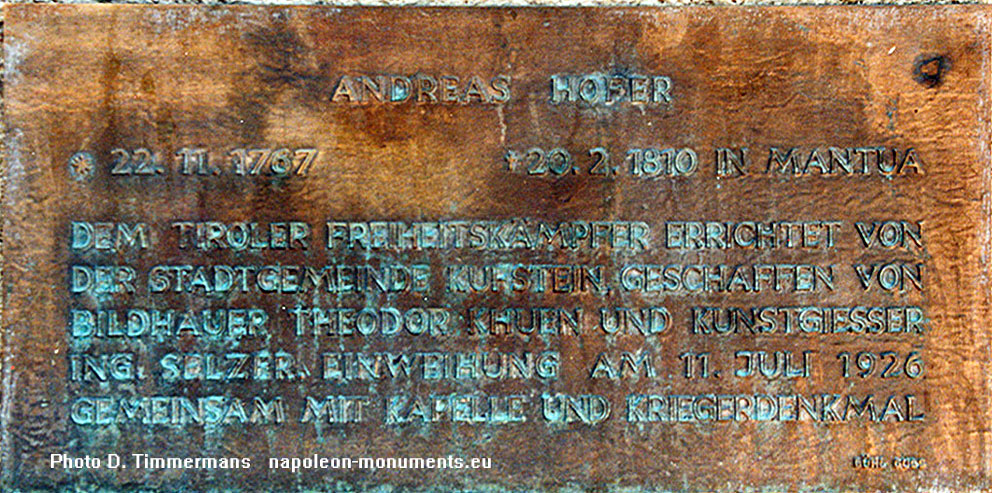 ANDREAS HOFER
* 22. 11. 1767 † 20. 2. 1810 IN MANTUA
DEM TIROLER FREIHEITSKÄMPFER ERRICHTET VON
DER STADTGEMEINDE KUFSTEIN, GESCHAFFEN VON
BILDHAUER THEODOR KHUEN UND KUNSTGIESSER
ING. SELZER. EINWEIHUNG AM 11. JULI 1926
GEMEINSAM MIT KAPELLE UND KRIEGERDENKMAL
Photo D. Timmermans napoleon-monuments.eu